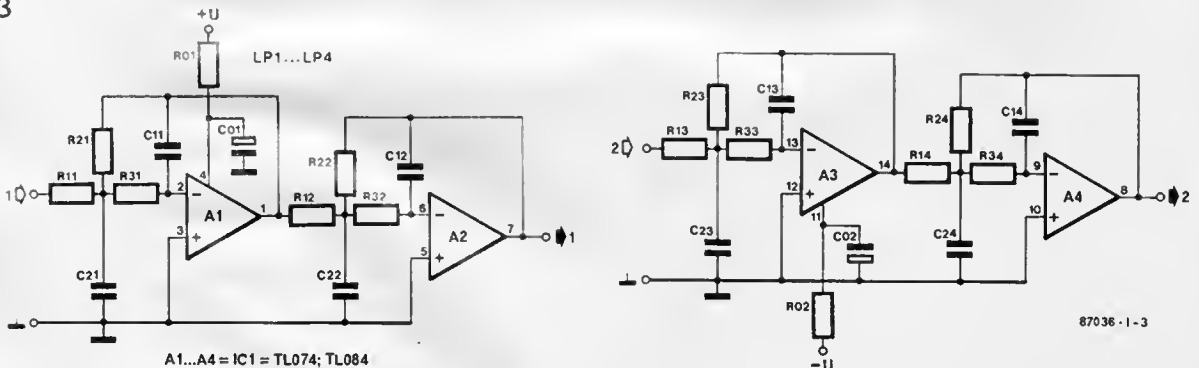 3
+U
R01
LP1...LP4
R21
C11
C01
4
1
R11
R31
2
−
A1
1
3
+
C21
R22
C12
R12
R32
6
−
A2
7
5
+
1
C22
⊥
A1...A4 = IC1 = TL074; TL084
R23
C13
2
R13
R33
13
−
A3
14
12
+
11
C23
C02
R02
−U
R24
C14
R14
R34
9
−
A4
8
10
+
2
C24
⊥
87036 - I - 3